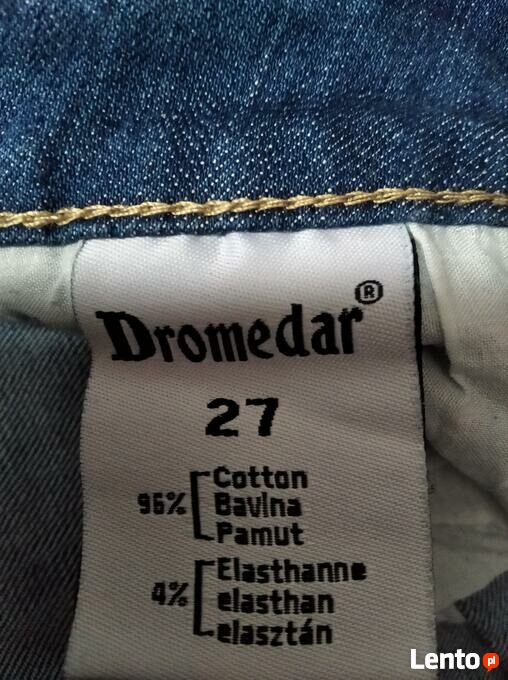 Dromedar®
27
96% Cotton
Bavlna
Pamut
4% Elasthanne
elasthan
elasztán
Lento.pl